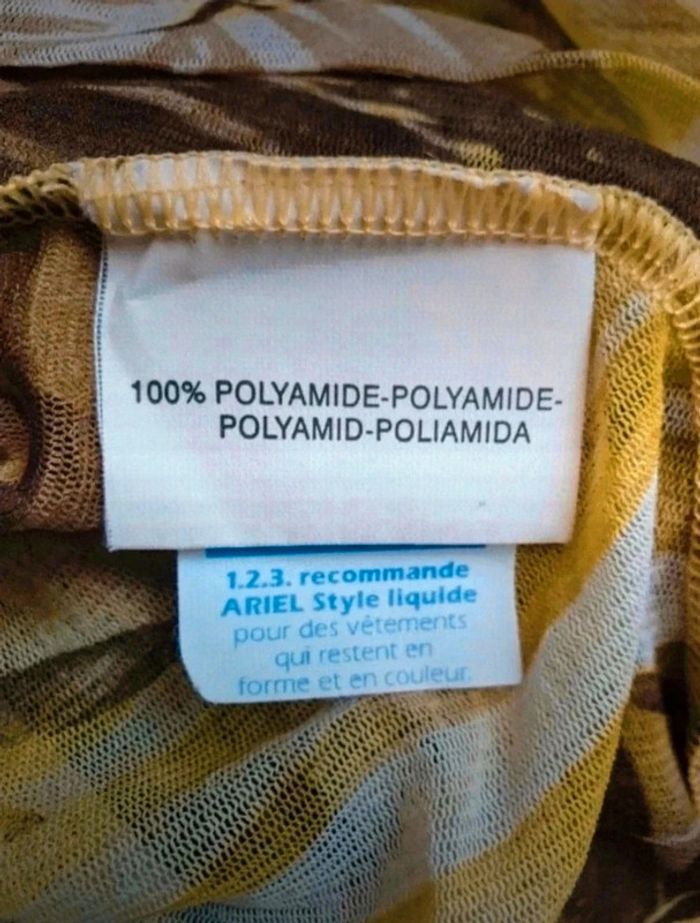 100% POLYAMIDE-POLYAMIDE-
POLYAMID-POLIAMIDA
1.2.3. recommande
ARIEL Style liquide
pour des vêtements
qui restent en
forme et en couleur.